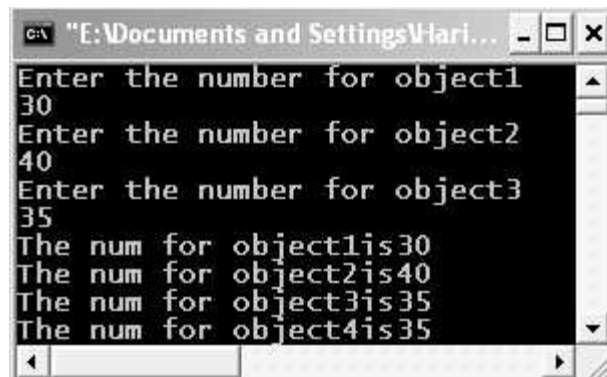 "E:\Documents and Settings\Hari...
Enter the number for object1
30
Enter the number for object2
40
Enter the number for object3
35
The num for object1is30
The num for object2is40
The num for object3is35
The num for object4is35